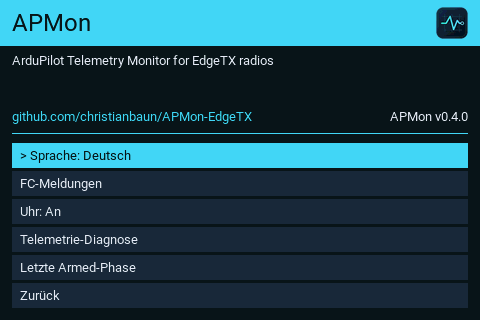 APMon
ArduPilot Telemetry Monitor for EdgeTX radios
github.com/christianbaun/APMon-EdgeTX APMon v0.4.0
> Sprache: Deutsch
FC-Meldungen
Uhr: An
Telemetrie-Diagnose
Letzte Armed-Phase
Zurück